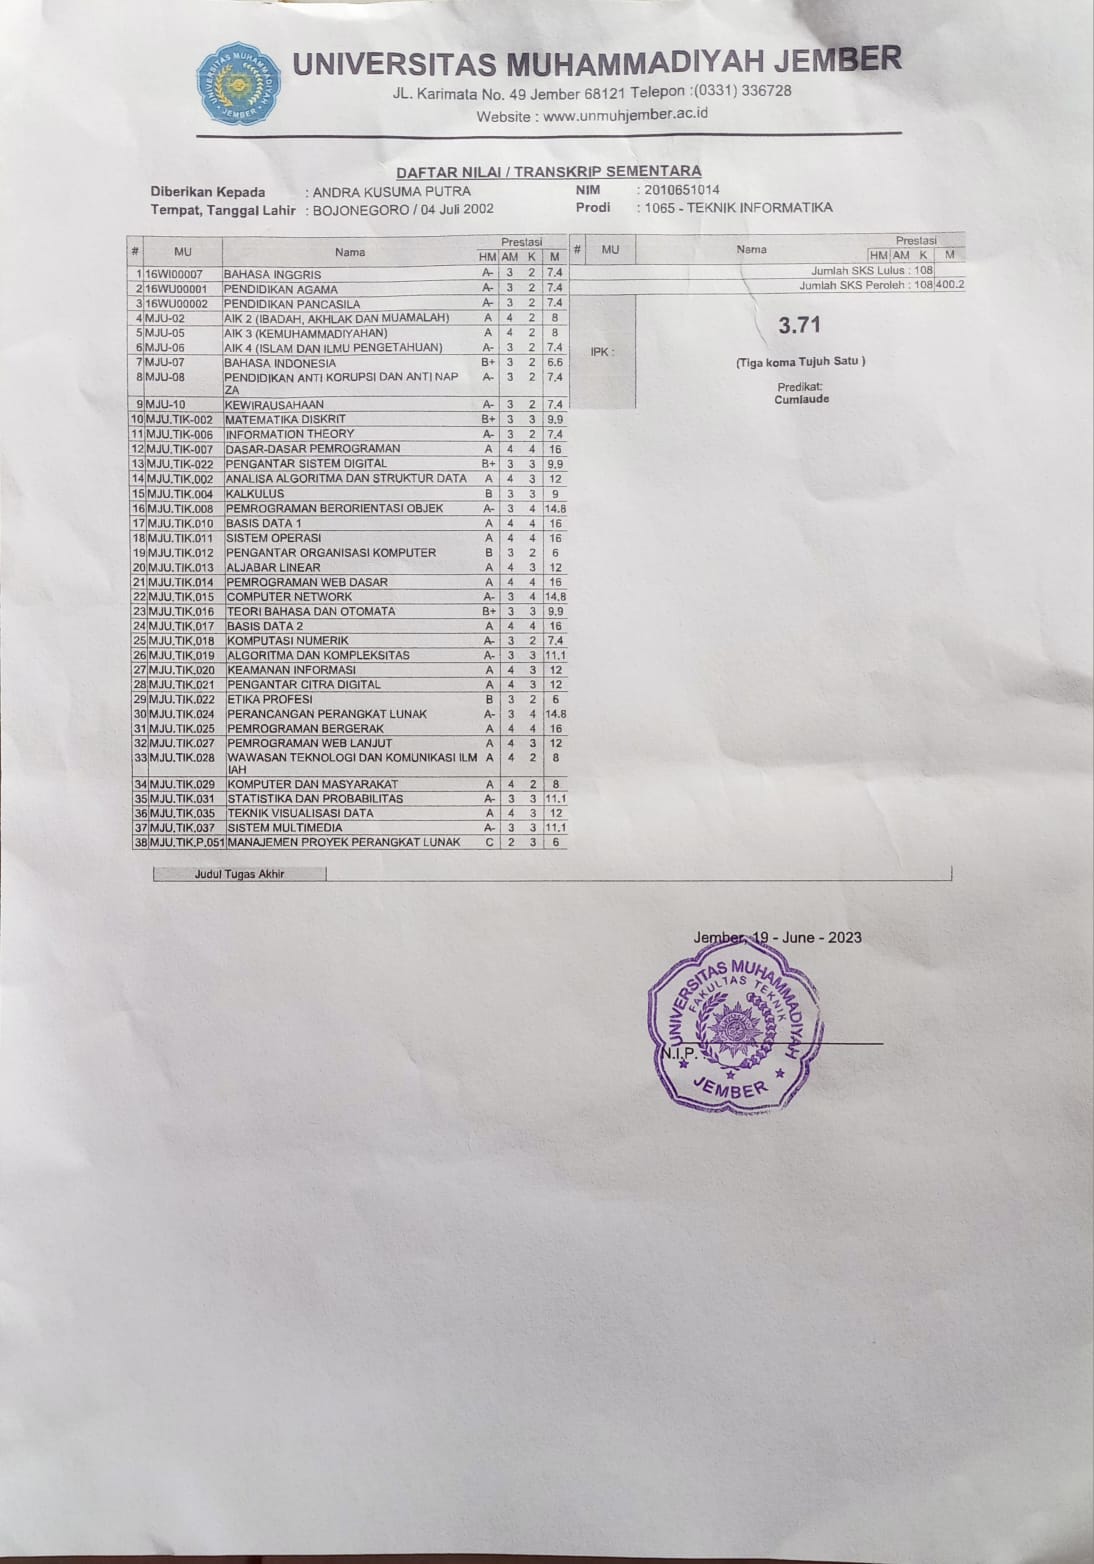 UNIVERSITAS MUHAMMADIYAH JEMBER
JL. Karimata No. 49 Jember 68121 Telepon :(0331) 336728
Website : www.unmuhjember.ac.id
UNIVERSITAS MUHAMMADIYAH
JEMBER
DAFTAR NILAI / TRANSKRIP SEMENTARA
Diberikan Kepada : ANDRA KUSUMA PUTRA NIM : 2010651014
Tempat, Tanggal Lahir : BOJONEGORO / 04 Juli 2002 Prodi : 1065 - TEKNIK INFORMATIKA
# MU Nama Prestasi
HM AM K M
1 16WI00007 BAHASA INGGRIS A- 3 2 7.4
2 16WU00001 PENDIDIKAN AGAMA A- 3 2 7.4
3 16WU00002 PENDIDIKAN PANCASILA A- 3 2 7.4
4 MJU-02 AIK 2 (IBADAH, AKHLAK DAN MUAMALAH) A 4 2 8
5 MJU-05 AIK 3 (KEMUHAMMADIYAHAN) A 4 2 8
6 MJU-06 AIK 4 (ISLAM DAN ILMU PENGETAHUAN) A- 3 2 7.4
7 MJU-07 BAHASA INDONESIA B+ 3 2 6.6
8 MJU-08 PENDIDIKAN ANTI KORUPSI DAN ANTI NAP A- 3 2 7.4
ZA
9 MJU-10 KEWIRAUSAHAAN A- 3 2 7.4
10 MJU.TIK-002 MATEMATIKA DISKRIT B+ 3 3 9.9
11 MJU.TIK-006 INFORMATION THEORY A- 3 2 7.4
12 MJU.TIK-007 DASAR-DASAR PEMROGRAMAN A 4 4 16
13 MJU.TIK-022 PENGANTAR SISTEM DIGITAL B+ 3 3 9.9
14 MJU.TIK.002 ANALISA ALGORITMA DAN STRUKTUR DATA A 4 3 12
15 MJU.TIK.004 KALKULUS B 3 3 9
16 MJU.TIK.008 PEMROGRAMAN BERORIENTASI OBJEK A- 3 4 14.8
17 MJU.TIK.010 BASIS DATA 1 A 4 4 16
18 MJU.TIK.011 SISTEM OPERASI A 4 4 16
19 MJU.TIK.012 PENGANTAR ORGANISASI KOMPUTER B 3 2 6
20 MJU.TIK.013 ALJABAR LINEAR A 4 3 12
21 MJU.TIK.014 PEMROGRAMAN WEB DASAR A 4 4 16
22 MJU.TIK.015 COMPUTER NETWORK A- 3 4 14.8
23 MJU.TIK.016 TEORI BAHASA DAN OTOMATA B+ 3 3 9.9
24 MJU.TIK.017 BASIS DATA 2 A 4 4 16
25 MJU.TIK.018 KOMPUTASI NUMERIK A- 3 2 7.4
26 MJU.TIK.019 ALGORITMA DAN KOMPLEKSITAS A- 3 3 11.1
27 MJU.TIK.020 KEAMANAN INFORMASI A 4 3 12
28 MJU.TIK.021 PENGANTAR CITRA DIGITAL A 4 3 12
29 MJU.TIK.022 ETIKA PROFESI B 3 2 6
30 MJU.TIK.024 PERANCANGAN PERANGKAT LUNAK A- 3 4 14.8
31 MJU.TIK.025 PEMROGRAMAN BERGERAK A 4 4 16
32 MJU.TIK.027 PEMROGRAMAN WEB LANJUT A 4 3 12
33 MJU.TIK.028 WAWASAN TEKNOLOGI DAN KOMUNIKASI ILM A 4 2 8
IAH
34 MJU.TIK.029 KOMPUTER DAN MASYARAKAT A 4 2 8
35 MJU.TIK.031 STATISTIKA DAN PROBABILITAS A- 3 3 11.1
36 MJU.TIK.035 TEKNIK VISUALISASI DATA A 4 3 12
37 MJU.TIK.037 SISTEM MULTIMEDIA A- 3 3 11.1
38 MJU.TIK.P.051 MANAJEMEN PROYEK PERANGKAT LUNAK C 2 3 6
# MU Nama Prestasi
HM AM K M
Jumlah SKS Lulus : 108
Jumlah SKS Peroleh : 108 400.2
IPK : 3.71
(Tiga koma Tujuh Satu )
Predikat:
Cumlaude
Judul Tugas Akhir
Jember, 19 - June - 2023
UNIVERSITAS MUHAMMADIYAH
FAKULTAS TEKNIK
N.I.P. :
JEMBER